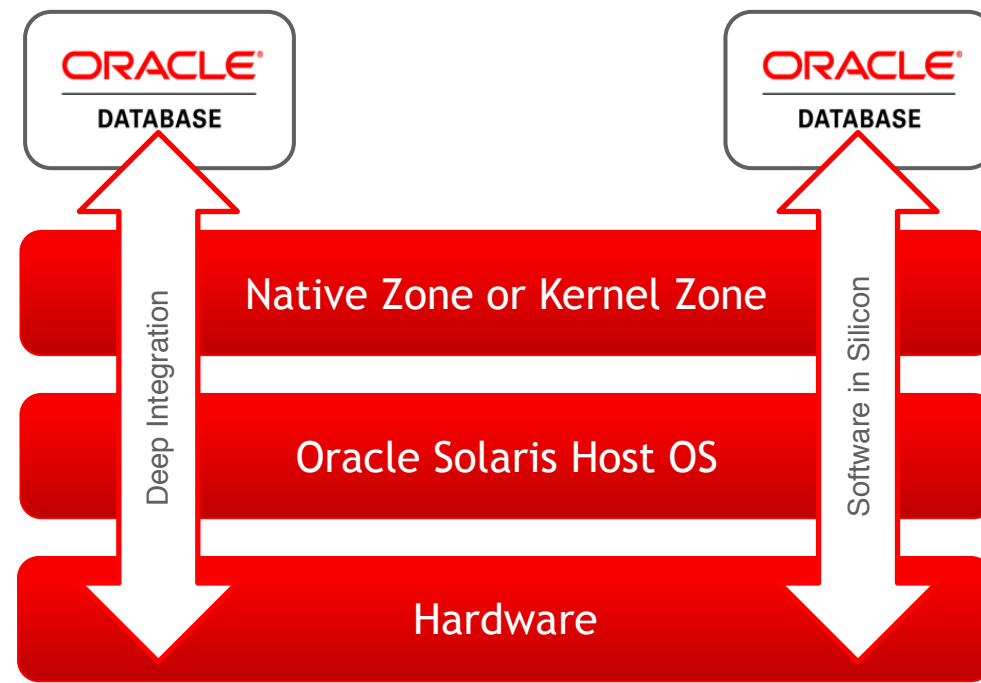 ORACLE®
DATABASE
ORACLE®
DATABASE
Native Zone or Kernel Zone
Deep Integration
Software in Silicon
Oracle Solaris Host OS
Hardware